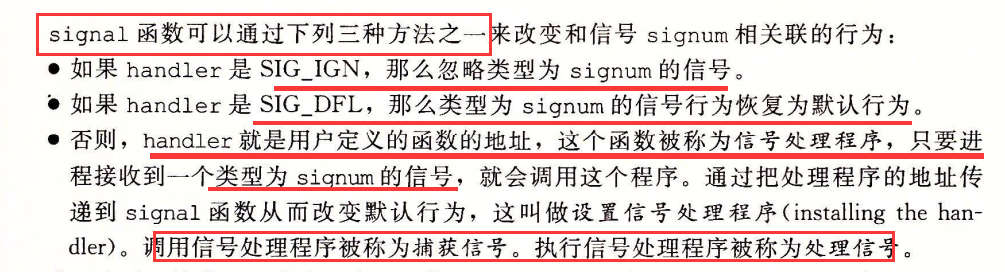 signal 函数可以通过下列三种方法之一来改变和信号 signum 相关联的行为：
● 如果 handler 是 SIG_IGN，那么忽略类型为 signum 的信号。
● 如果 handler 是 SIG_DFL，那么类型为 signum 的信号行为恢复为默认行为。
● 否则，handler 就是用户定义的函数的地址，这个函数被称为信号处理程序，只要进
程接收到一个类型为 signum 的信号，就会调用这个程序。通过把处理程序的地址传
递到 signal 函数从而改变默认行为，这叫做设置信号处理程序(installing the han-
dler)。调用信号处理程序被称为捕获信号。执行信号处理程序被称为处理信号。